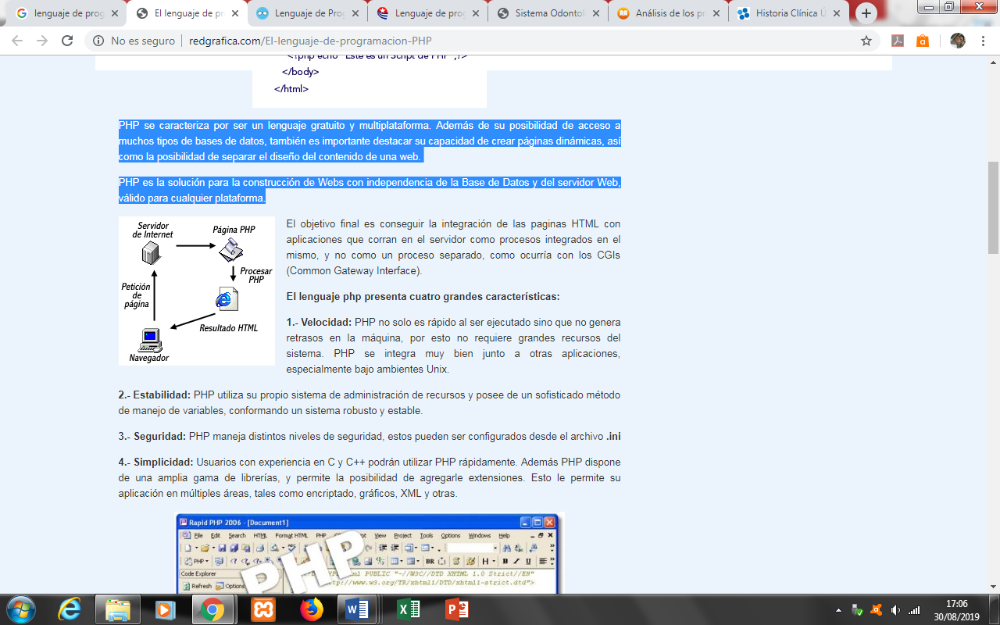 lenguaje de prog
El lenguaje de pr
Lenguaje de Prog
Lenguaje de prog
Sistema Odontol
Análisis de los pr
Historia Clínica Ú
No es seguro | redgrafica.com/El-lenguaje-de-programacion-PHP
<?php echo "Este es un Script de PHP" ;?>
</body>
</html>
PHP se caracteriza por ser un lenguaje gratuito y multiplataforma. Además de su posibilidad de acceso a
muchos tipos de bases de datos, también es importante destacar su capacidad de crear páginas dinámicas, así
como la posibilidad de separar el diseño del contenido de una web.
PHP es la solución para la construcción de Webs con independencia de la Base de Datos y del servidor Web,
válido para cualquier plataforma.
Servidor
de Internet
Página PHP
Procesar
PHP
Petición
de
página
Resultado HTML
Navegador
El objetivo final es conseguir la integración de las paginas HTML con
aplicaciones que corran en el servidor como procesos integrados en el
mismo, y no como un proceso separado, como ocurría con los CGIs
(Common Gateway Interface).
El lenguaje php presenta cuatro grandes características:
1.- Velocidad: PHP no solo es rápido al ser ejecutado sino que no genera
retrasos en la máquina, por esto no requiere grandes recursos del
sistema. PHP se integra muy bien junto a otras aplicaciones,
especialmente bajo ambientes Unix.
2.- Estabilidad: PHP utiliza su propio sistema de administración de recursos y posee de un sofisticado método
de manejo de variables, conformando un sistema robusto y estable.
3.- Seguridad: PHP maneja distintos niveles de seguridad, estos pueden ser configurados desde el archivo .ini
4.- Simplicidad: Usuarios con experiencia en C y C++ podrán utilizar PHP rápidamente. Además PHP dispone
de una amplia gama de librerías, y permite la posibilidad de agregarle extensiones. Esto le permite su
aplicación en múltiples áreas, tales como encriptado, gráficos, XML y otras.
Rapid PHP 2006 - [Document1]
File Edit Search HTML Format HTML PHP View Project Tools Options Windows Help
PHP BR H B I U
Code Explorer
Refresh Options
PHP
html PUBLIC "-//W3C//DTD XHTML 1.0 Strict//EN"
http://www.w3.org/TR/xhtml1/DTD/xhtml1-strict.dtd">
17:06
30/08/2019